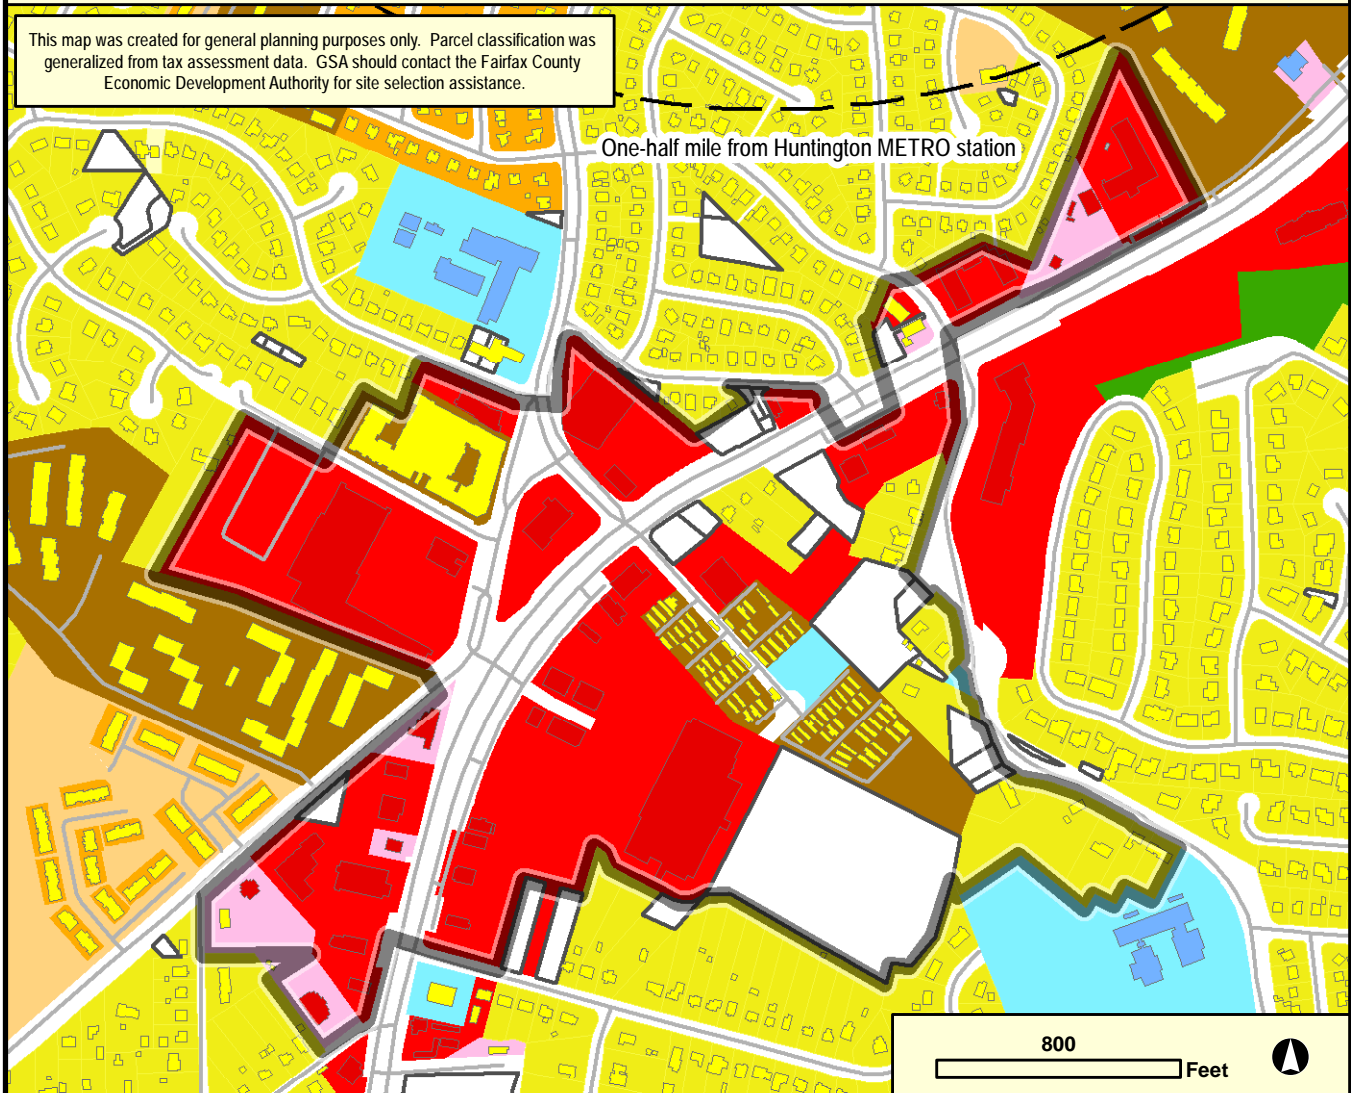 This map was created for general planning purposes only. Parcel classification was
generalized from tax assessment data. GSA should contact the Fairfax County
Economic Development Authority for site selection assistance.
One-half mile from Huntington METRO station
800
Feet